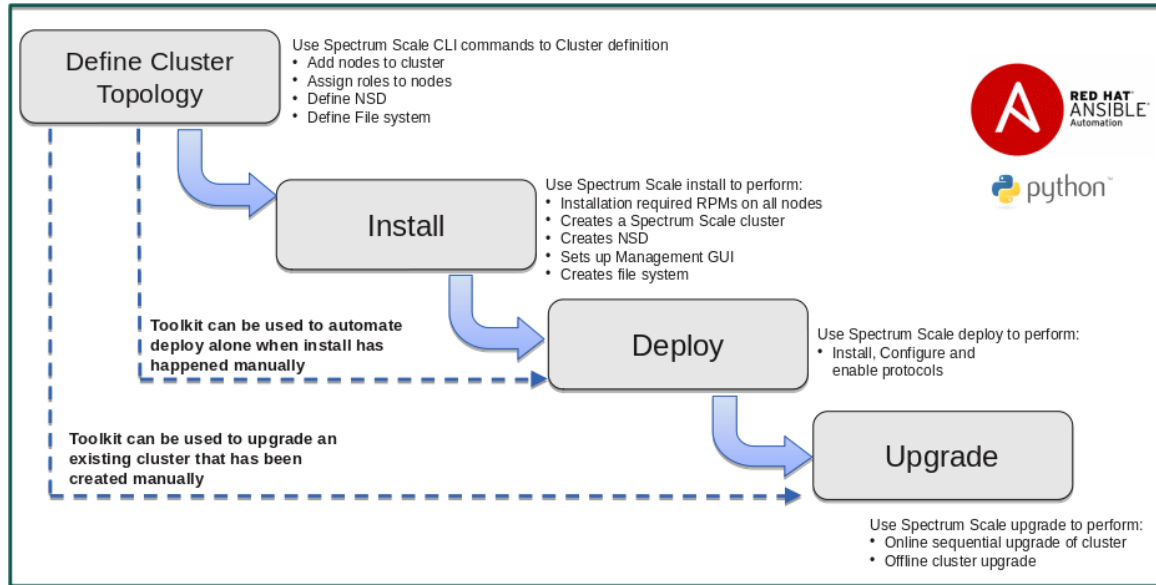 Define Cluster
Topology
Use Spectrum Scale CLI commands to Cluster definition
• Add nodes to cluster
• Assign roles to nodes
• Define NSD
• Define File system
RED HAT®
ANSIBLE®
Automation
python™
Install
Use Spectrum Scale install to perform:
• Installation required RPMs on all nodes
• Creates a Spectrum Scale cluster
• Creates NSD
• Sets up Management GUI
• Creates file system
Toolkit can be used to automate
deploy alone when install has
happened manually
Deploy
Use Spectrum Scale deploy to perform:
• Install, Configure and
enable protocols
Toolkit can be used to upgrade an
existing cluster that has been
created manually
Upgrade
Use Spectrum Scale upgrade to perform:
• Online sequential upgrade of cluster
• Offline cluster upgrade